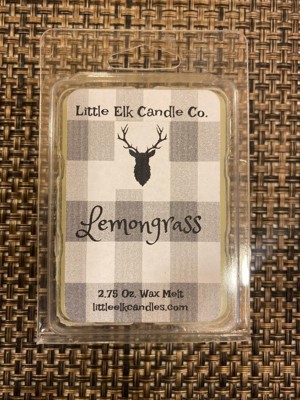 Little Elk Candle Co.
Lemongrass
2.75 Oz. Wax Melt
littleelkcandles.com